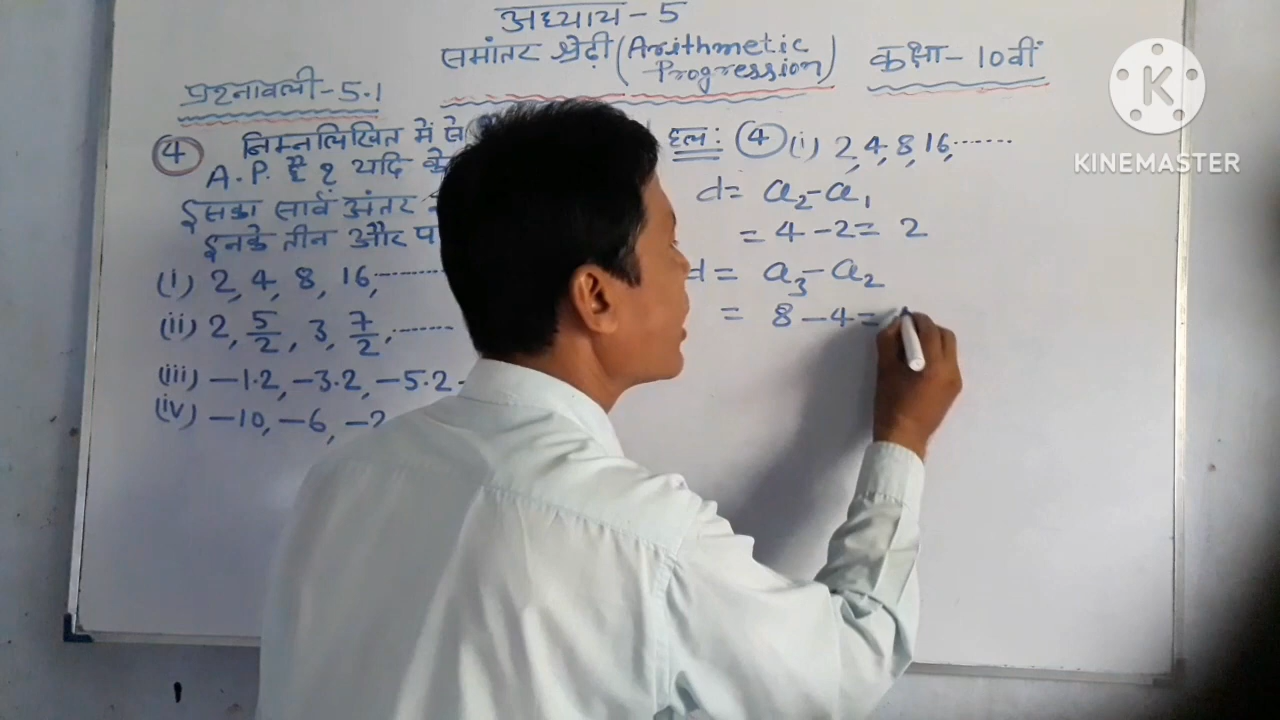 अध्याय - 5
समांतर श्रेढ़ी (Arithmetic Progression)
कक्षा - 10वीं
प्रश्नावली - 5.1
4 निम्नलिखित में से
A.P. है ? यदि
इसका सार्व अंतर
इनके तीन और
(i) 2, 4, 8, 16, .......
(ii) 2, 5/2, 3, 7/2, .......
(iii) -1.2, -3.2, -5.2
(iv) -10, -6, -2
हल: 4 (i) 2, 4, 8, 16, .......
d = a₂ - a₁
= 4 - 2 = 2
d = a₃ - a₂
= 8 - 4 =
KINEMASTER